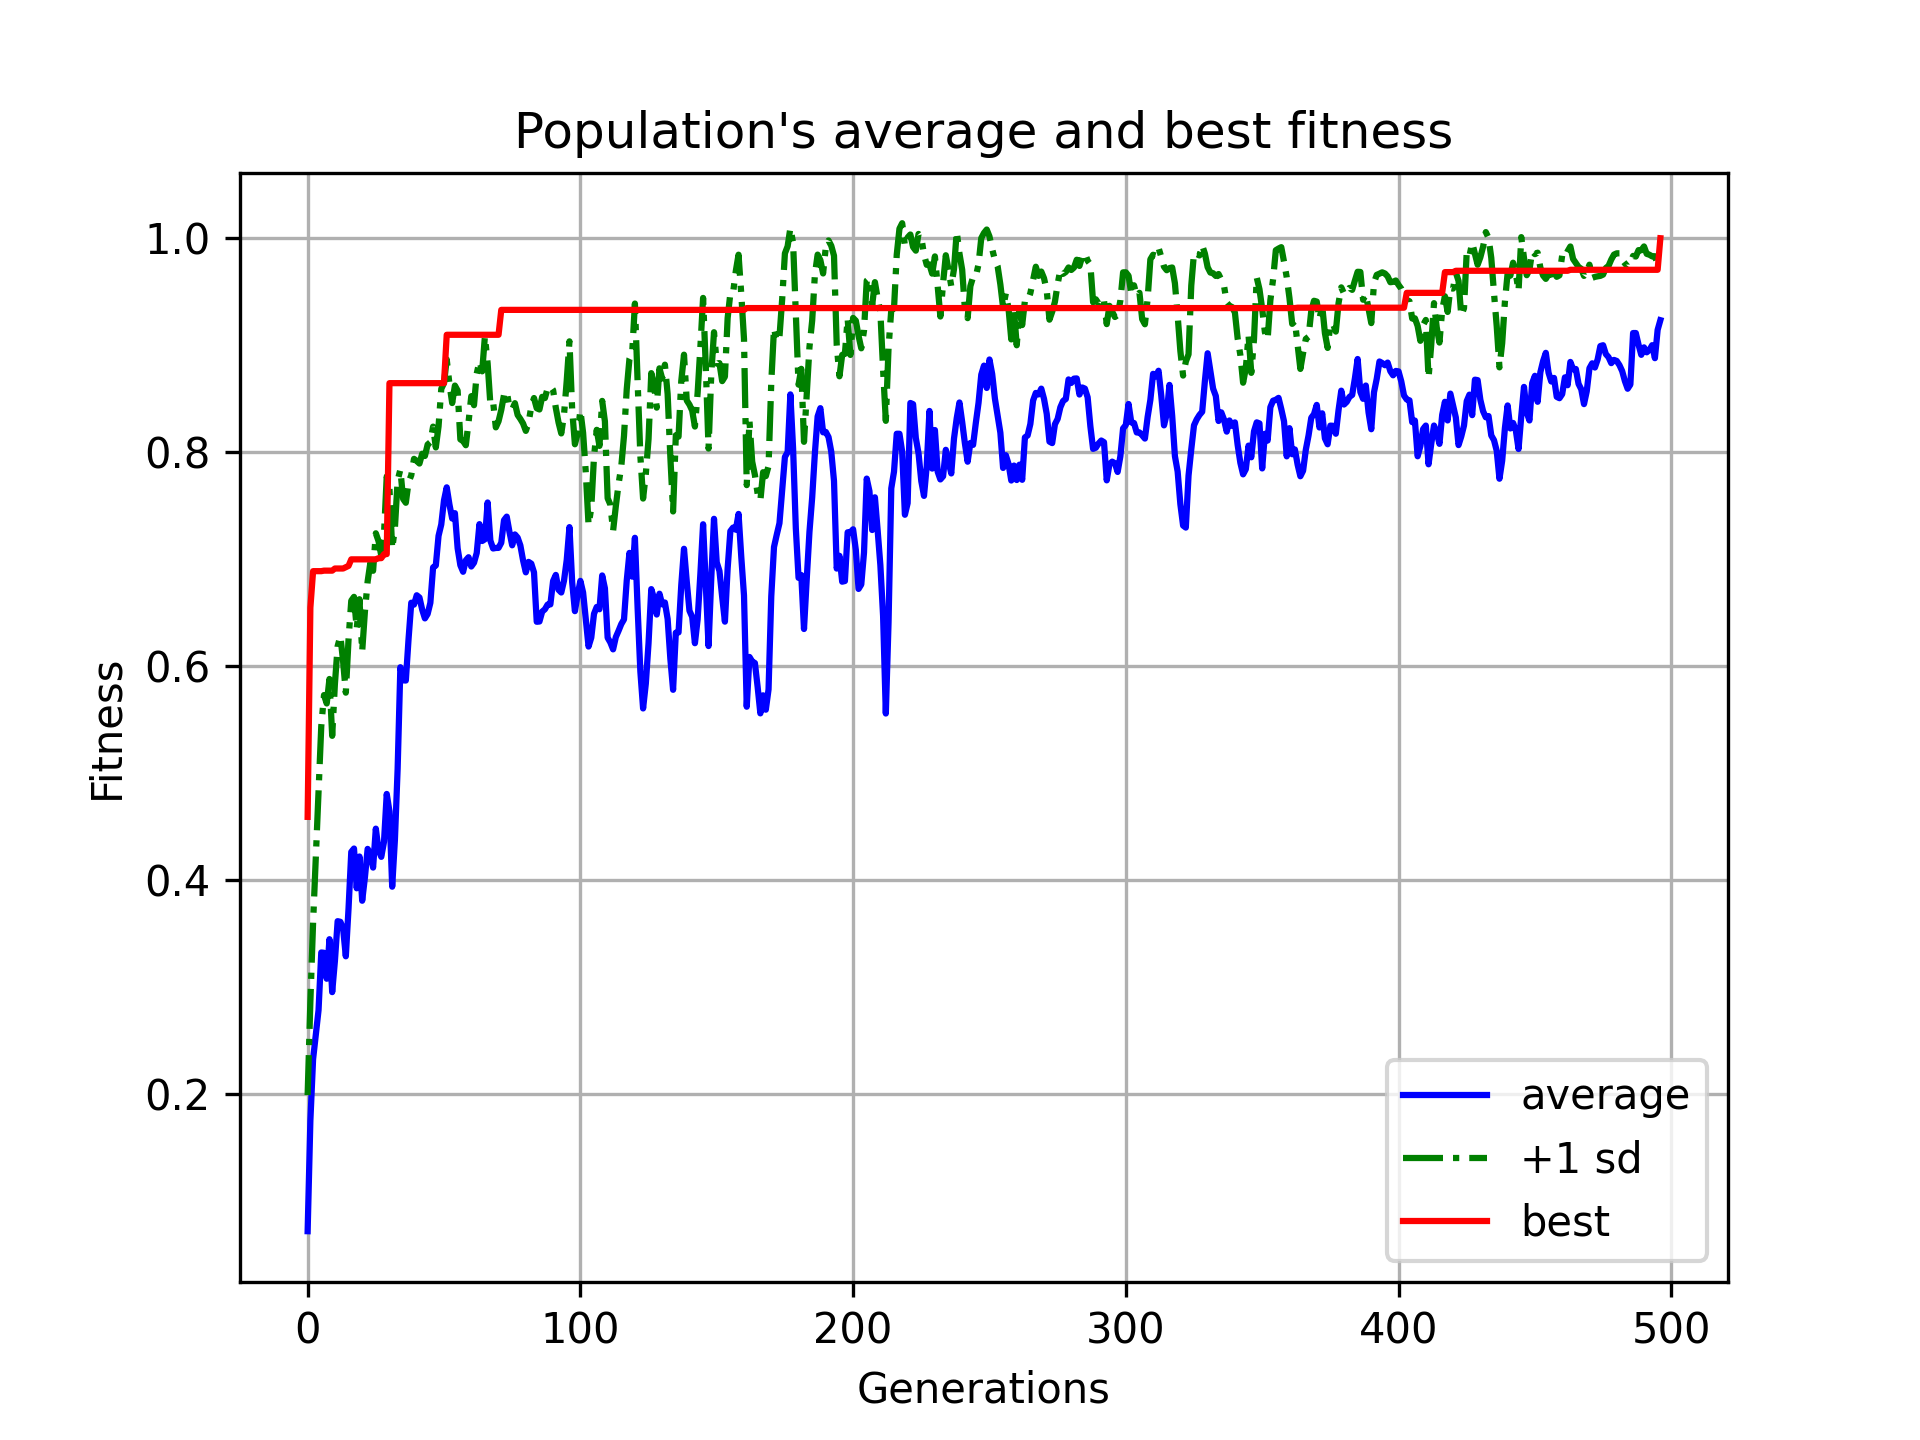 Population's average and best fitness
1.0
0.8
0.6
0.4
0.2
Fitness
0
100
200
300
400
500
Generations
average
+1 sd
best